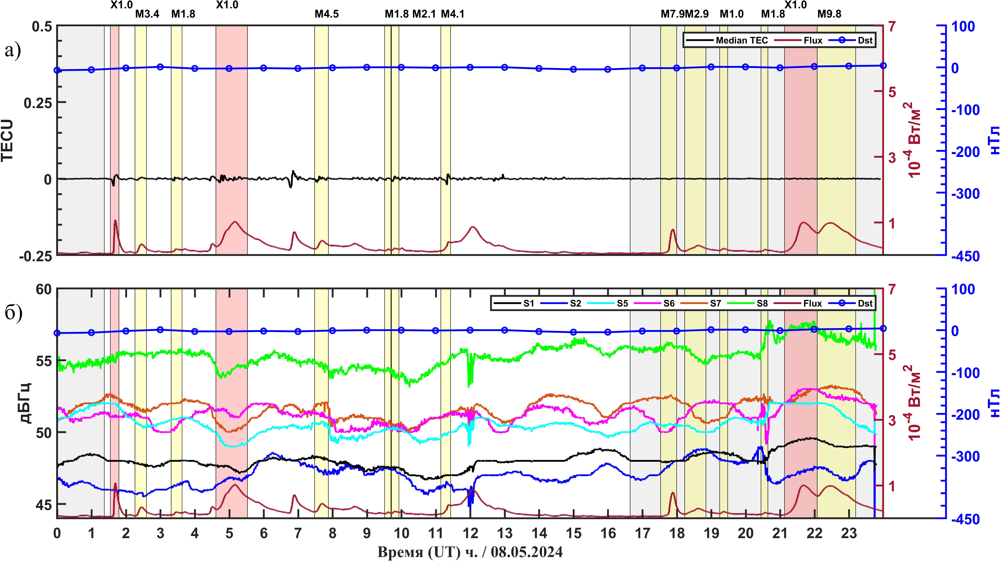 X1.0 X1.0 X1.0
M3.4 M1.8 M4.5 M1.8 M2.1 M4.1 M7.9 M2.9 M1.0 M1.8 M9.8
а)
Median TEC Flux Dst
0.5
0.25
0
-0.25
TECU
7
5
3
1
10-4 Вт/м2
100
0
-100
-200
-300
-450
нТл
б)
S1 S2 S5 S6 S7 S8 Flux Dst
60
55
50
45
дБГц
7
5
3
1
10-4 Вт/м2
100
0
-100
-200
-300
-450
нТл
0 1 2 3 4 5 6 7 8 9 10 11 12 13 14 15 16 17 18 19 20 21 22 23
Время (UT) ч. / 08.05.2024